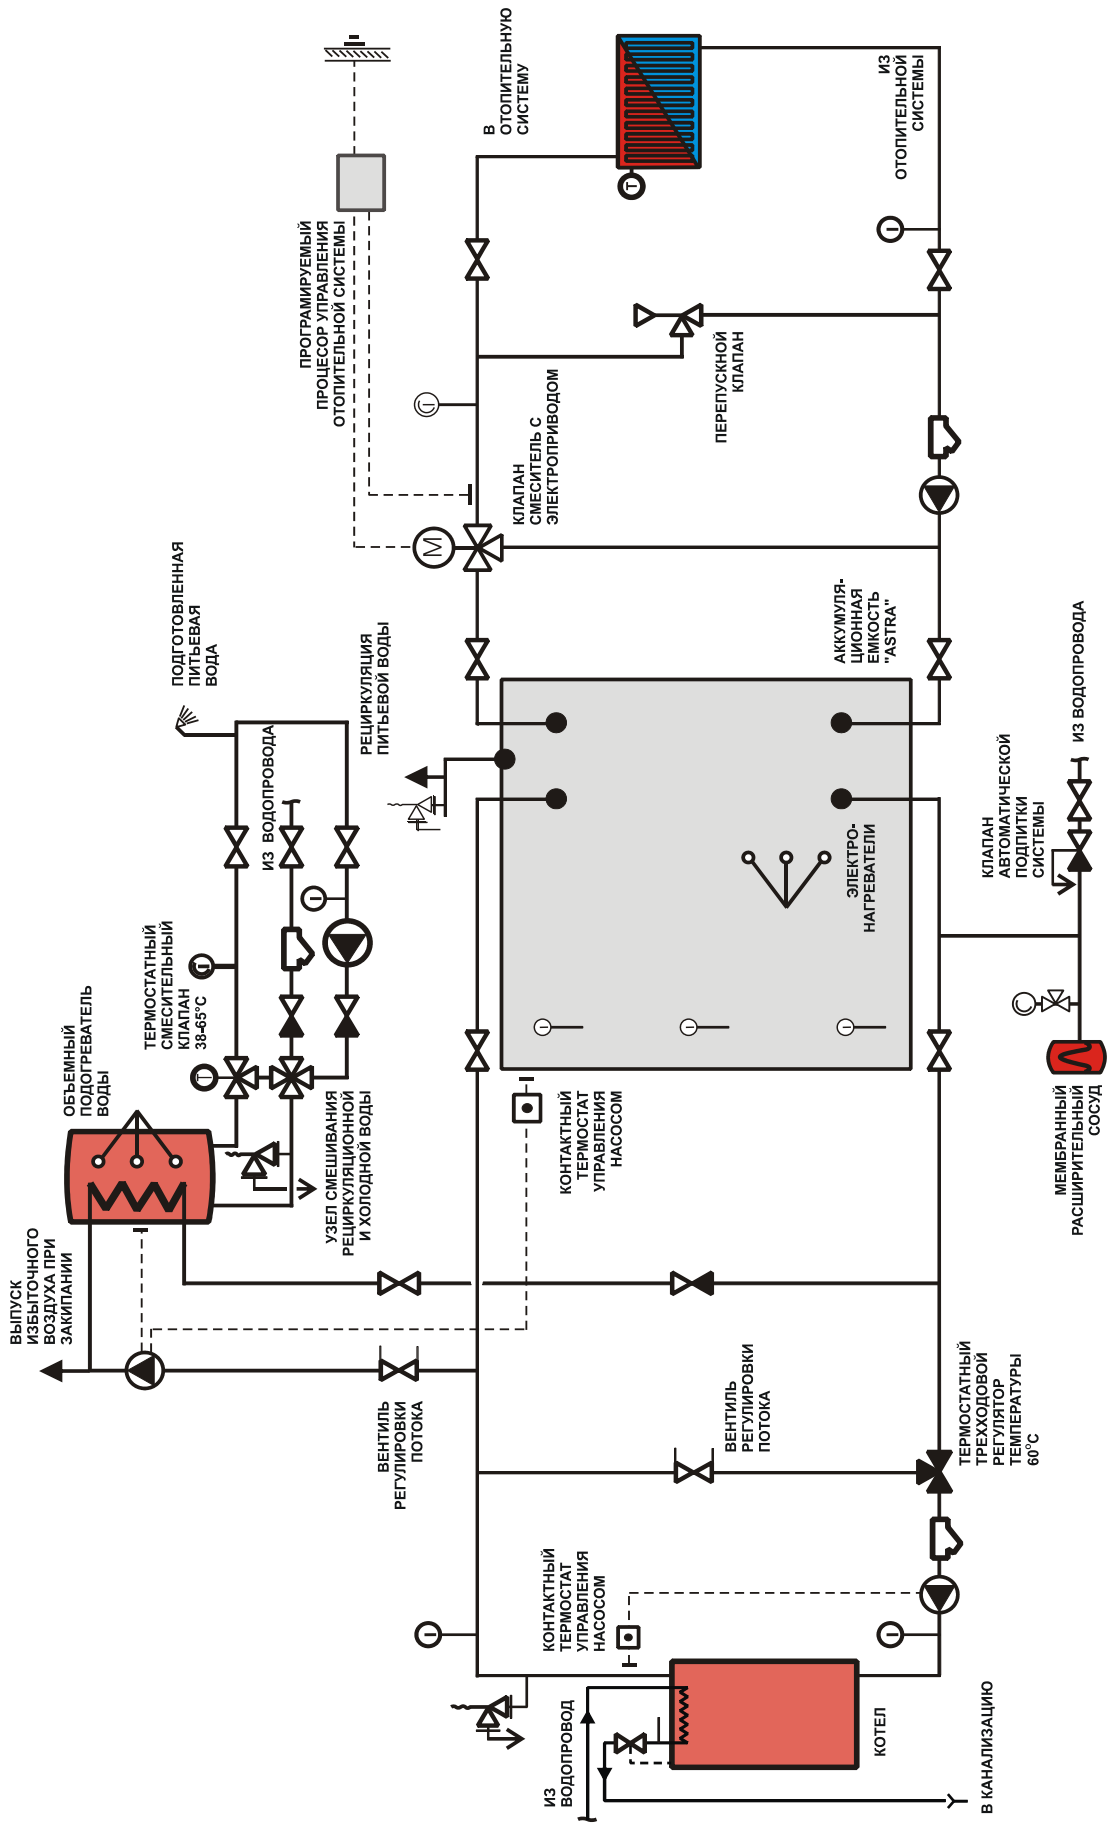 ВЫПУСК
ИЗБЫТОЧНОГО
ВОЗДУХА ПРИ
ЗАКИПАНИИ
ОБЪЕМНЫЙ
ПОДОГРЕВАТЕЛЬ
ВОДЫ
ТЕРМОСТАТНЫЙ
СМЕСИТЕЛЬНЫЙ
КЛАПАН
38-65°C
T
ПОДГОТОВЛЕННАЯ
ПИТЬЕВАЯ
ВОДА
ИЗ ВОДОПРОВОДА
УЗЕЛ СМЕШИВАНИЯ
РЕЦИРКУЛЯЦИОННОЙ
И ХОЛОДНОЙ ВОДЫ
РЕЦИРКУЛЯЦИЯ
ПИТЬЕВОЙ ВОДЫ
ПРОГРАМИРУЕМЫЙ
ПРОЦЕСОР УПРАВЛЕНИЯ
ОТОПИТЕЛЬНОЙ СИСТЕМЫ
M
В
ОТОПИТЕЛЬНУЮ
СИСТЕМУ
КЛАПАН
СМЕСИТЕЛЬ С
ЭЛЕКТРОПРИВОДОМ
T
ПЕРЕПУСКНОЙ
КЛАПАН
ИЗ
ОТОПИТЕЛЬНОЙ
СИСТЕМЫ
АККУМУЛЯ-
ЦИОННАЯ
ЕМКОСТЬ
"ASTRA"
ЭЛЕКТРО-
НАГРЕВАТЕЛИ
КЛАПАН
АВТОМАТИЧЕСКОЙ
ПОДПИТКИ
СИСТЕМЫ
ИЗ ВОДОПРОВОДА
МЕМБРАННЫЙ
РАСШИРИТЕЛЬНЫЙ
СОСУД
КОНТАКТНЫЙ
ТЕРМОСТАТ
УПРАВЛЕНИЯ
НАСОСОМ
ВЕНТИЛЬ
РЕГУЛИРОВКИ
ПОТОКА
ВЕНТИЛЬ
РЕГУЛИРОВКИ
ПОТОКА
ТЕРМОСТАТНЫЙ
ТРЕХХОДОВОЙ
РЕГУЛЯТОР
ТЕМПЕРАТУРЫ
60°C
КОНТАКТНЫЙ
ТЕРМОСТАТ
УПРАВЛЕНИЯ
НАСОСОМ
ИЗ
ВОДОПРОВОД
КОТЕЛ
В КАНАЛИЗАЦИЮ